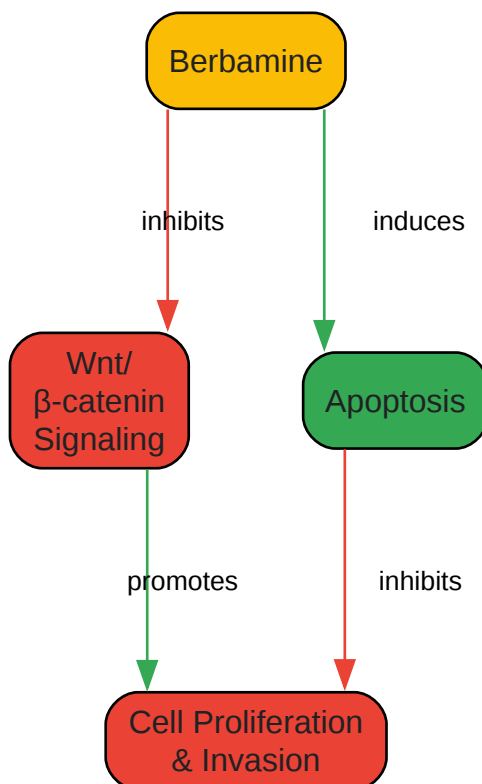 Berbamine
inhibits
induces
Wnt/
β-catenin
Signaling
Apoptosis
promotes
inhibits
Cell Proliferation
& Invasion